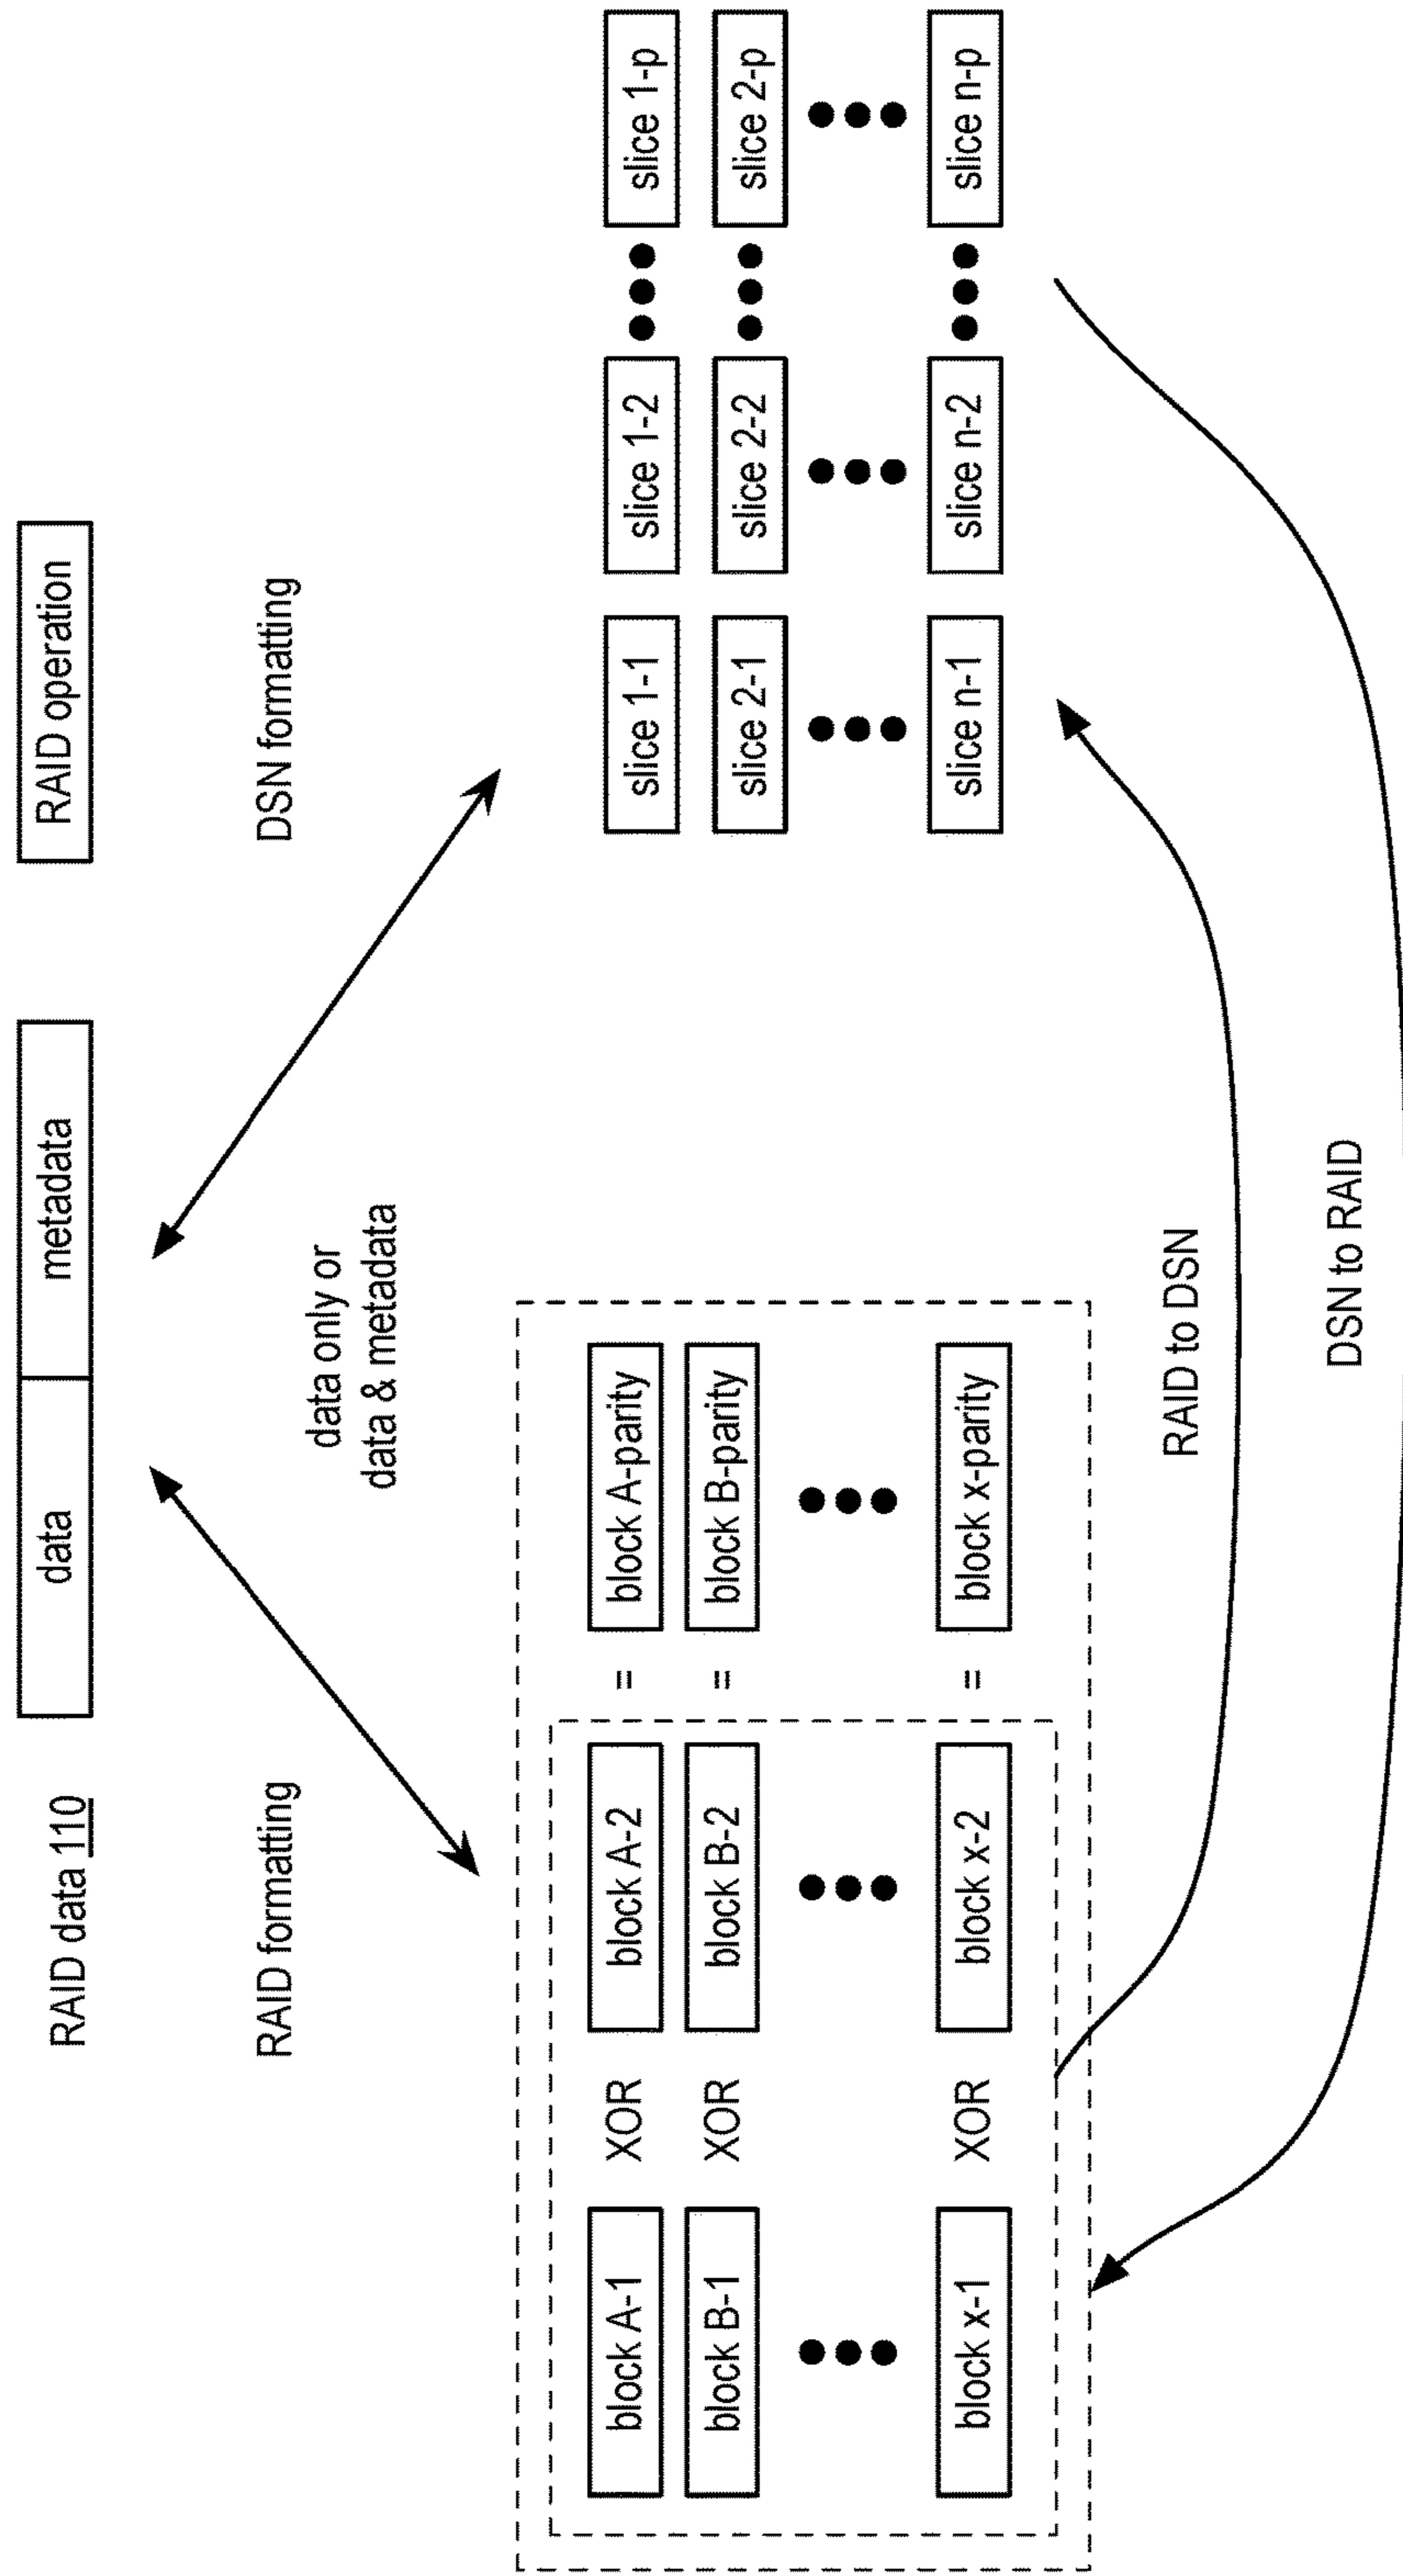 RAID data 110
data
metadata
RAID operation
RAID formatting
DSN formatting
data only or
data & metadata
block A-1 XOR block A-2 = block A-parity
block B-1 XOR block B-2 = block B-parity
block x-1 XOR block x-2 = block x-parity
slice 1-1 slice 1-2 slice 1-p
slice 2-1 slice 2-2 slice 2-p
slice n-1 slice n-2 slice n-p
RAID to DSN
DSN to RAID